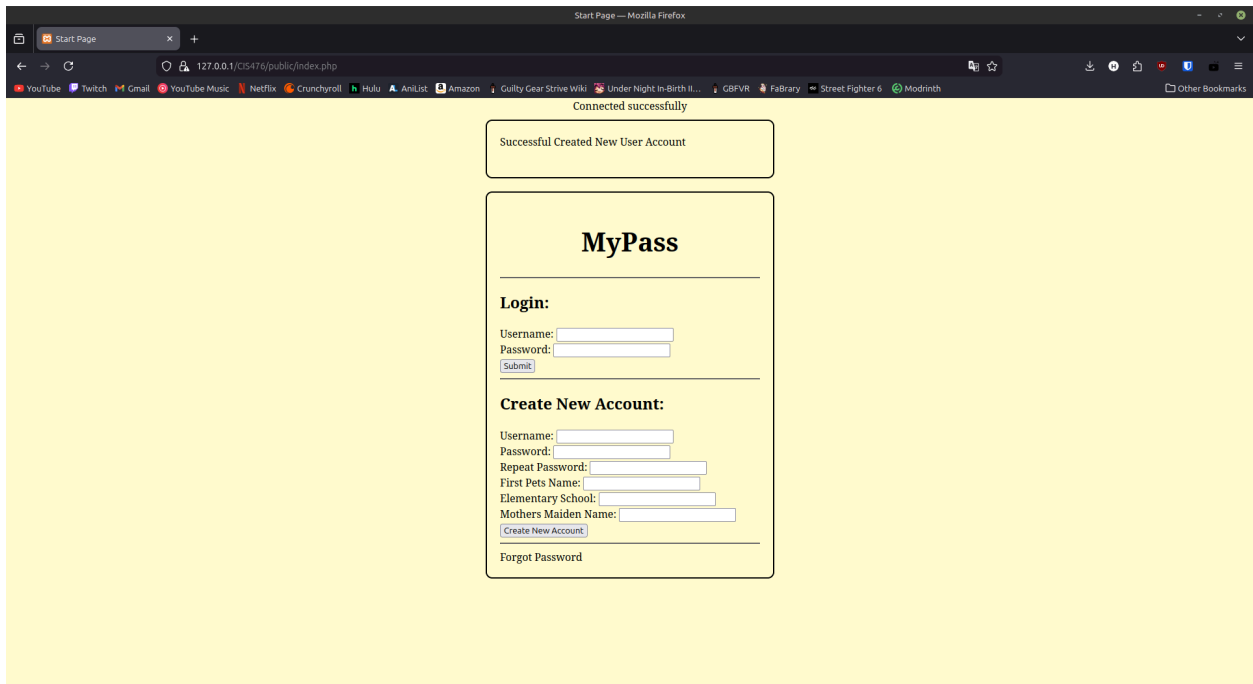 Start Page — Mozilla Firefox
Start Page
127.0.0.1/CIS476/public/index.php
YouTube Twitch Gmail YouTube Music Netflix Crunchyroll Hulu AniList Amazon Guilty Gear Strive Wiki Under Night In-Birth II... GBFVR FaBrary Street Fighter 6 Modrinth Other Bookmarks
Connected successfully
Successful Created New User Account
MyPass
Login:
Username:
Password:
Submit
Create New Account:
Username:
Password:
Repeat Password:
First Pets Name:
Elementary School:
Mothers Maiden Name:
Create New Account
Forgot Password